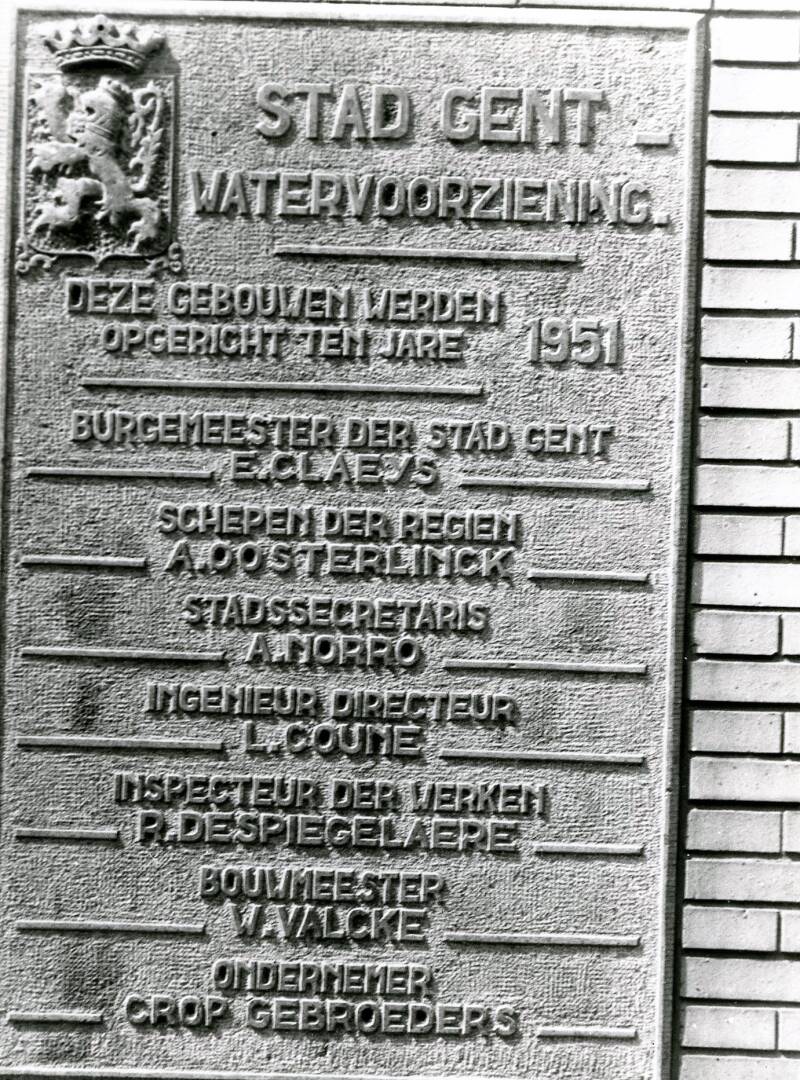 STAD GENT
WATERVOORZIENING.
DEZE GEBOUWEN WERDEN
OPGERICHT TEN JARE 1951
BURGEMEESTER DER STAD GENT
E.CLAEYS
SCHEPEN DER REGIEN
A.OOSTERLINCK
STADSSECRETARIS
A.NORRO
INGENIEUR DIRECTEUR
L.COUNE
INSPECTEUR DER WERKEN
R.DESPIEGELAERE
BOUWMEESTER
W.VALCKE
ONDERNEMER
CROP GEBROEDERS